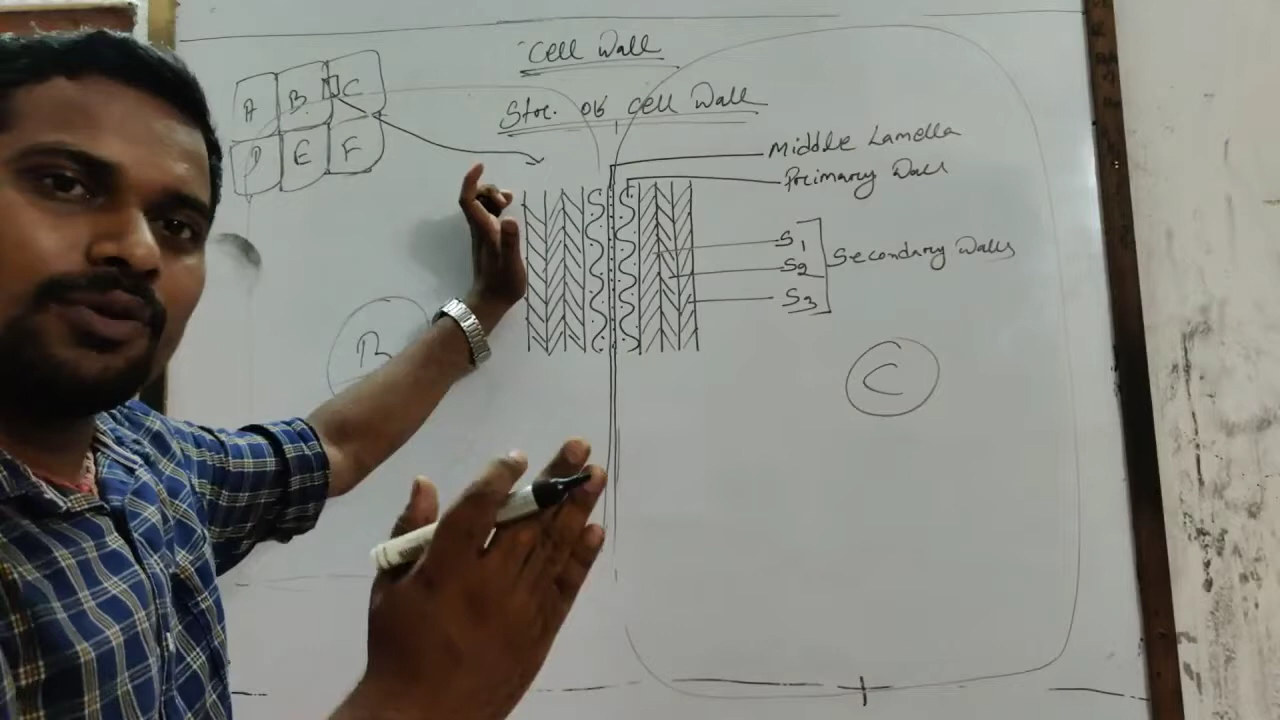 Cell Wall
Stoc. of Cell Wall
A B C
D E F
Middle Lamella
Primary Wall
S1
S2
S3
Secondary Walls
B
C